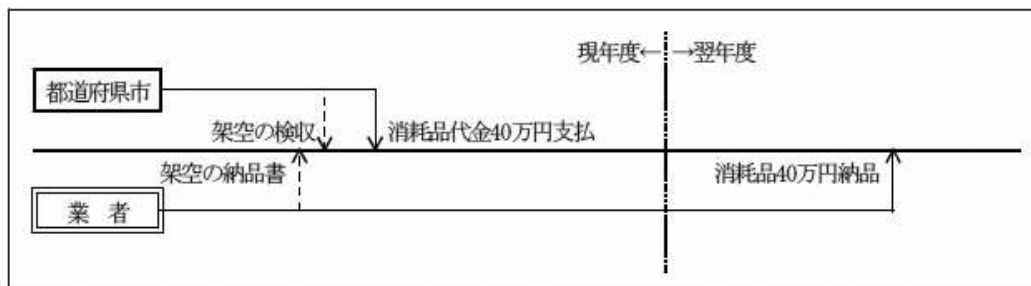 現年度←→翌年度
都道府県市
架空の検収
消耗品代金40万円支払
架空の納品書
消耗品40万円納品
業 者